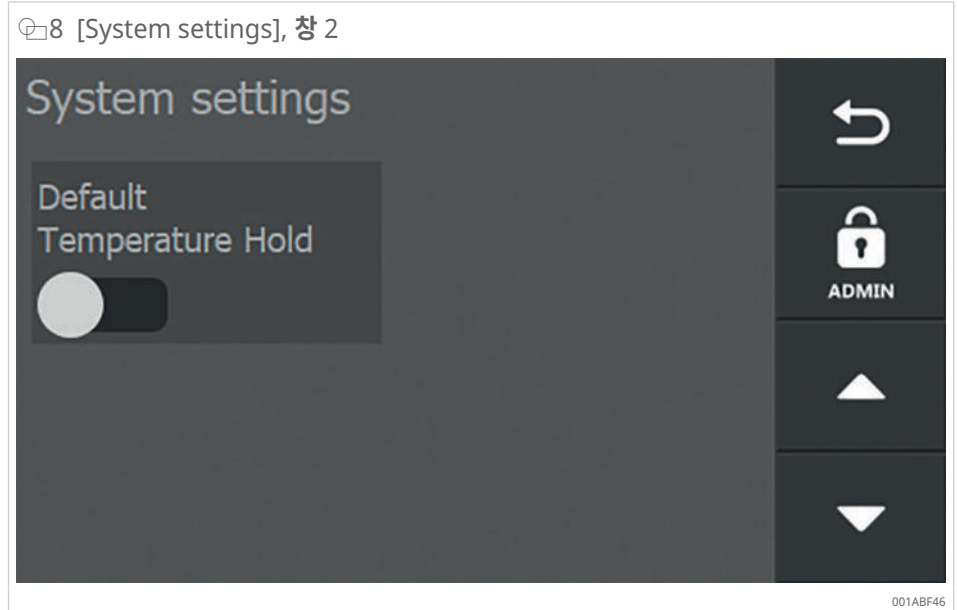 8 [System settings], 창 2
System settings
Default
Temperature Hold
ADMIN
001ABF46